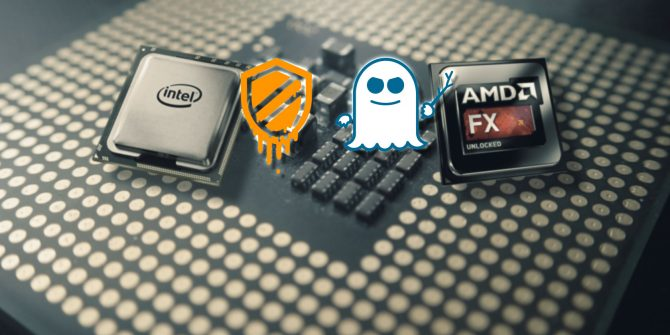 intel
AMD
FX
UNLOCKED